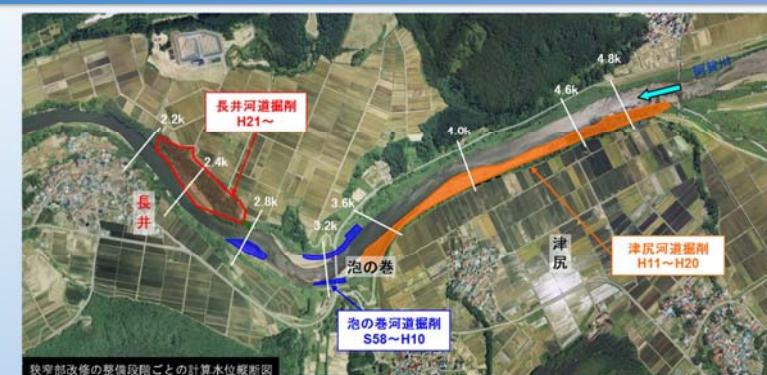 4.8k
阿賀川
4.6k
長井河道掘削
H21～
2.2k
4.0k
2.4k
長井
2.8k
3.6k
3.2k
泡の巻
津尻
津尻河道掘削
H11～H20
泡の巻河道掘削
S58～H10
狭窄部改修の整備段階ごとの計算水位縦断図